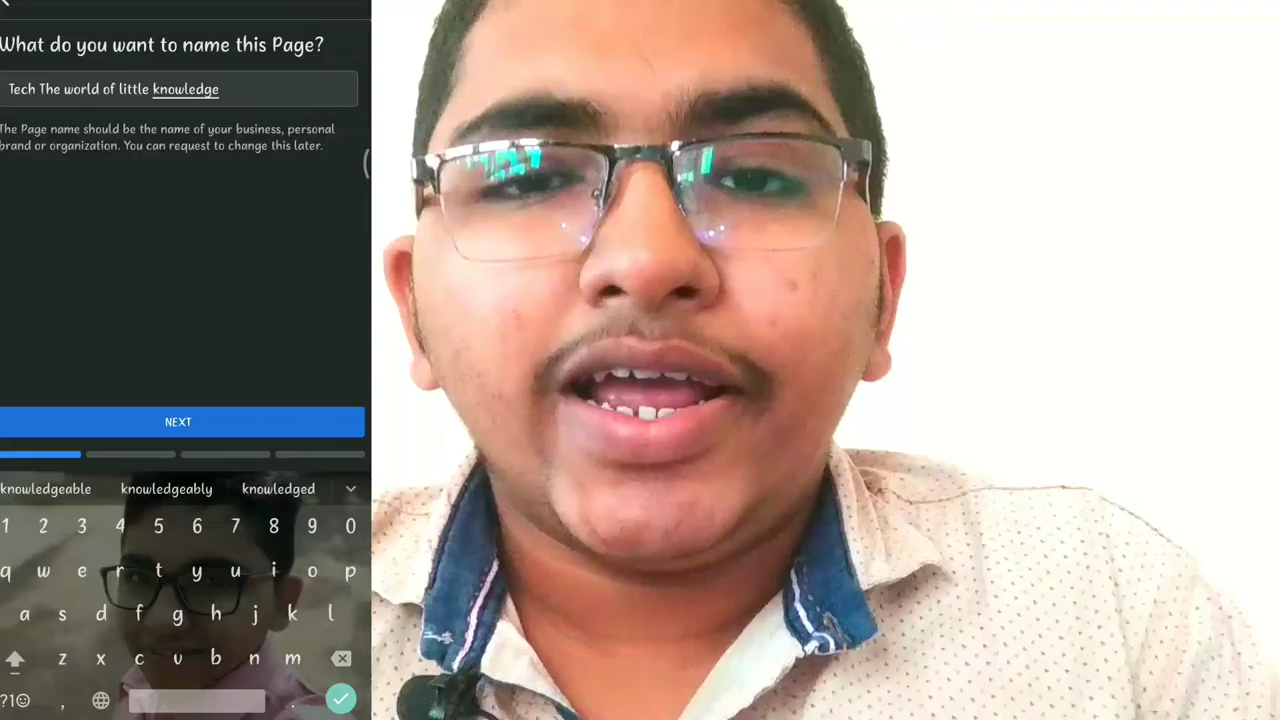 What do you want to name this Page?
Tech The world of little knowledge
The Page name should be the name of your business, personal
brand or organization. You can request to change this later.
NEXT
knowledgeable knowledgeably knowledged
1 2 3 4 5 6 7 8 9 0
q w e r t y u i o p
a s d f g h j k l
z x c v b n m
?1☺ , .